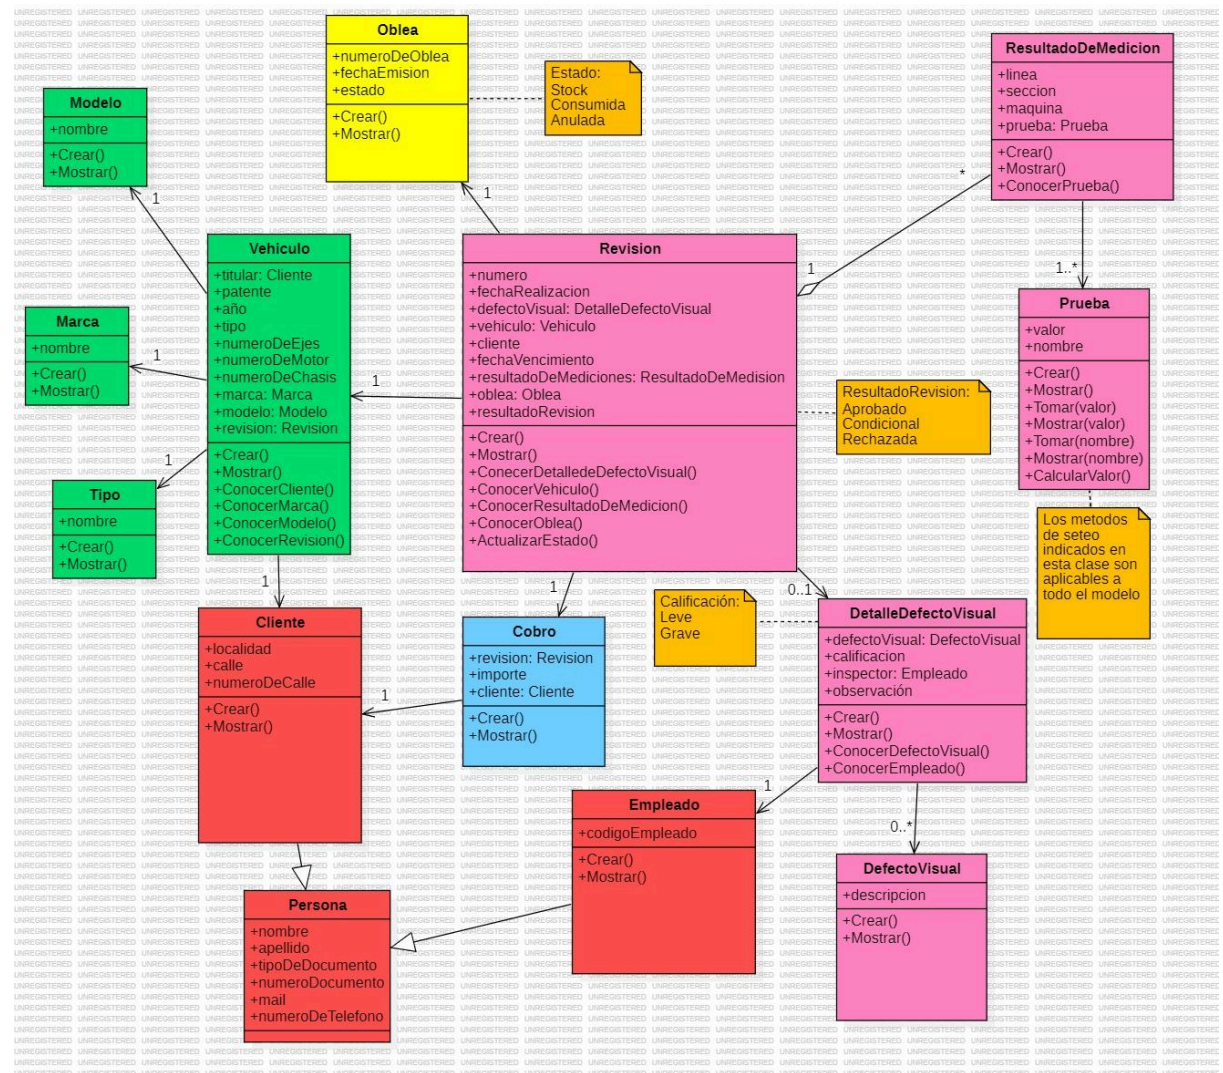 Oblea
+numeroDeOblea
+fechaEmision
+estado
+Crear()
+Mostrar()
Estado:
Stock
Consumida
Anulada
ResultadoDeMedicion
+linea
+seccion
+maquina
+prueba: Prueba
+Crear()
+Mostrar()
+ConocerPrueba()
Modelo
+nombre
+Crear()
+Mostrar()
1
1
*
1
1..*
Vehiculo
+titular: Cliente
+patente
+año
+tipo
+numeroDeEjes
+numeroDeMotor
+numeroDeChasis
+marca: Marca
+modelo: Modelo
+revision: Revision
+Crear()
+Mostrar()
+ConocerCliente()
+ConocerMarca()
+ConocerModelo()
+ConocerRevision()
Revision
+numero
+fechaRealizacion
+defectoVisual: DetalleDefectoVisual
+vehiculo: Vehiculo
+cliente
+fechaVencimiento
+resultadoDeMediciones: ResultadoDeMedision
+oblea: Oblea
+resultadoRevision
+Crear()
+Mostrar()
+ConecerDetalledeDefectoVisual()
+ConocerVehiculo()
+ConocerResultadoDeMedicion()
+ConocerOblea()
+ActualizarEstado()
Prueba
+valor
+nombre
+Crear()
+Mostrar()
+Tomar(valor)
+Mostrar(valor)
+Tomar(nombre)
+Mostrar(nombre)
+CalcularValor()
Marca
+nombre
+Crear()
+Mostrar()
1
1
ResultadoRevision:
Aprobado
Condicional
Rechazada
Tipo
+nombre
+Crear()
+Mostrar()
1
Los metodos
de seteo
indicados en
esta clase son
aplicables a
todo el modelo
1
1
0..1
Calificación:
Leve
Grave
Cliente
+localidad
+calle
+numeroDeCalle
+Crear()
+Mostrar()
Cobro
+revision: Revision
+importe
+cliente: Cliente
+Crear()
+Mostrar()
1
DetalleDefectoVisual
+defectoVisual: DefectoVisual
+calificacion
+inspector: Empleado
+observación
+Crear()
+Mostrar()
+ConocerDefectoVisual()
+ConocerEmpleado()
1
0..*
Empleado
+codigoEmpleado
+Crear()
+Mostrar()
DefectoVisual
+descripcion
+Crear()
+Mostrar()
Persona
+nombre
+apellido
+tipoDeDocumento
+numeroDocumento
+mail
+numeroDeTelefono